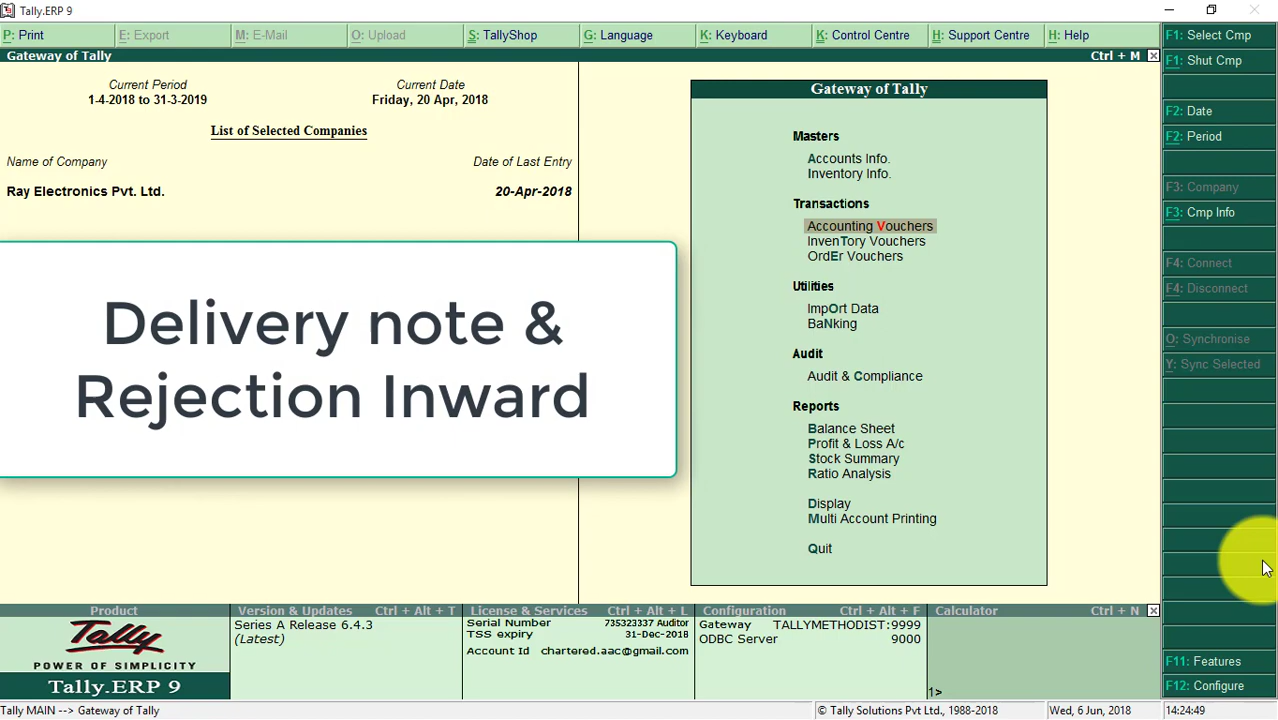 Tally.ERP 9
P: Print
E: Export
M: E-Mail
O: Upload
S: TallyShop
G: Language
K: Keyboard
K: Control Centre
H: Support Centre
H: Help
Gateway of Tally
Ctrl + M
Current Period
1-4-2018 to 31-3-2019
Current Date
Friday, 20 Apr, 2018
List of Selected Companies
Name of Company
Date of Last Entry
Ray Electronics Pvt. Ltd.
20-Apr-2018
Delivery note &
Rejection Inward
Gateway of Tally
Masters
Accounts Info.
Inventory Info.
Transactions
Accounting Vouchers
InvenTory Vouchers
OrdEr Vouchers
Utilities
ImpOrt Data
BaNking
Audit
Audit & Compliance
Reports
Balance Sheet
Profit & Loss A/c
Stock Summary
Ratio Analysis
Display
Multi Account Printing
Quit
F1: Select Cmp
F1: Shut Cmp
F2: Date
F2: Period
F3: Company
F3: Cmp Info
F4: Connect
F4: Disconnect
O: Synchronise
Y: Sync Selected
F11: Features
F12: Configure
Product
Tally
POWER OF SIMPLICITY
Tally.ERP 9
Version & Updates Ctrl + Alt + T
Series A Release 6.4.3
(Latest)
License & Services Ctrl + Alt + L
Serial Number 735323337 Auditor
TSS expiry 31-Dec-2018
Account Id chartered.aac@gmail.com
Configuration Ctrl + Alt + F
Gateway TALLYMETHODIST:9999
ODBC Server 9000
Calculator Ctrl + N
1>
Tally MAIN --> Gateway of Tally
© Tally Solutions Pvt Ltd., 1988-2018
Wed, 6 Jun, 2018
14:24:49